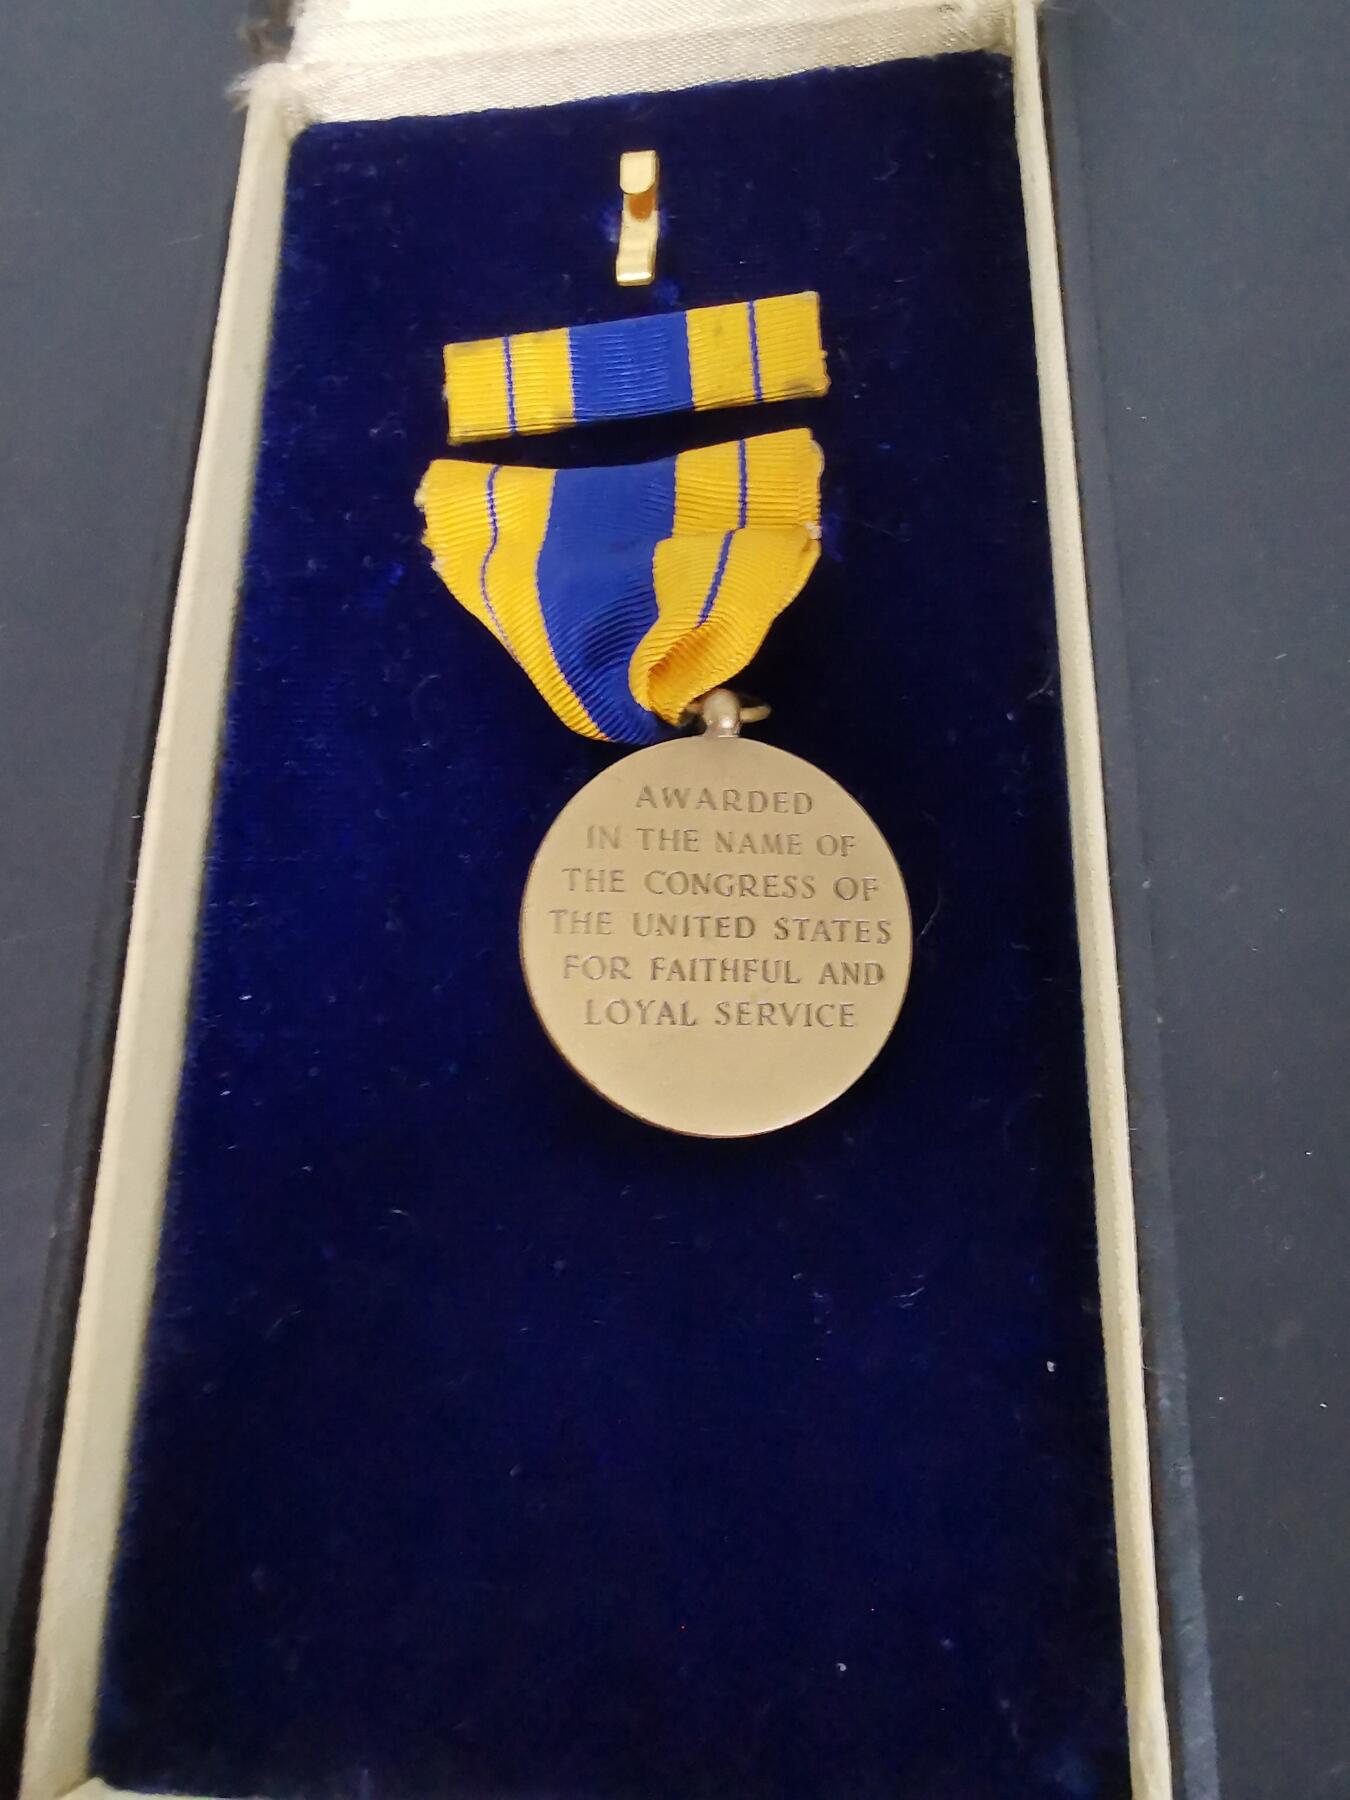 AWARDED
IN THE NAME OF
THE CONGRESS OF
THE UNITED STATES
FOR FAITHFUL AND
LOYAL SERVICE